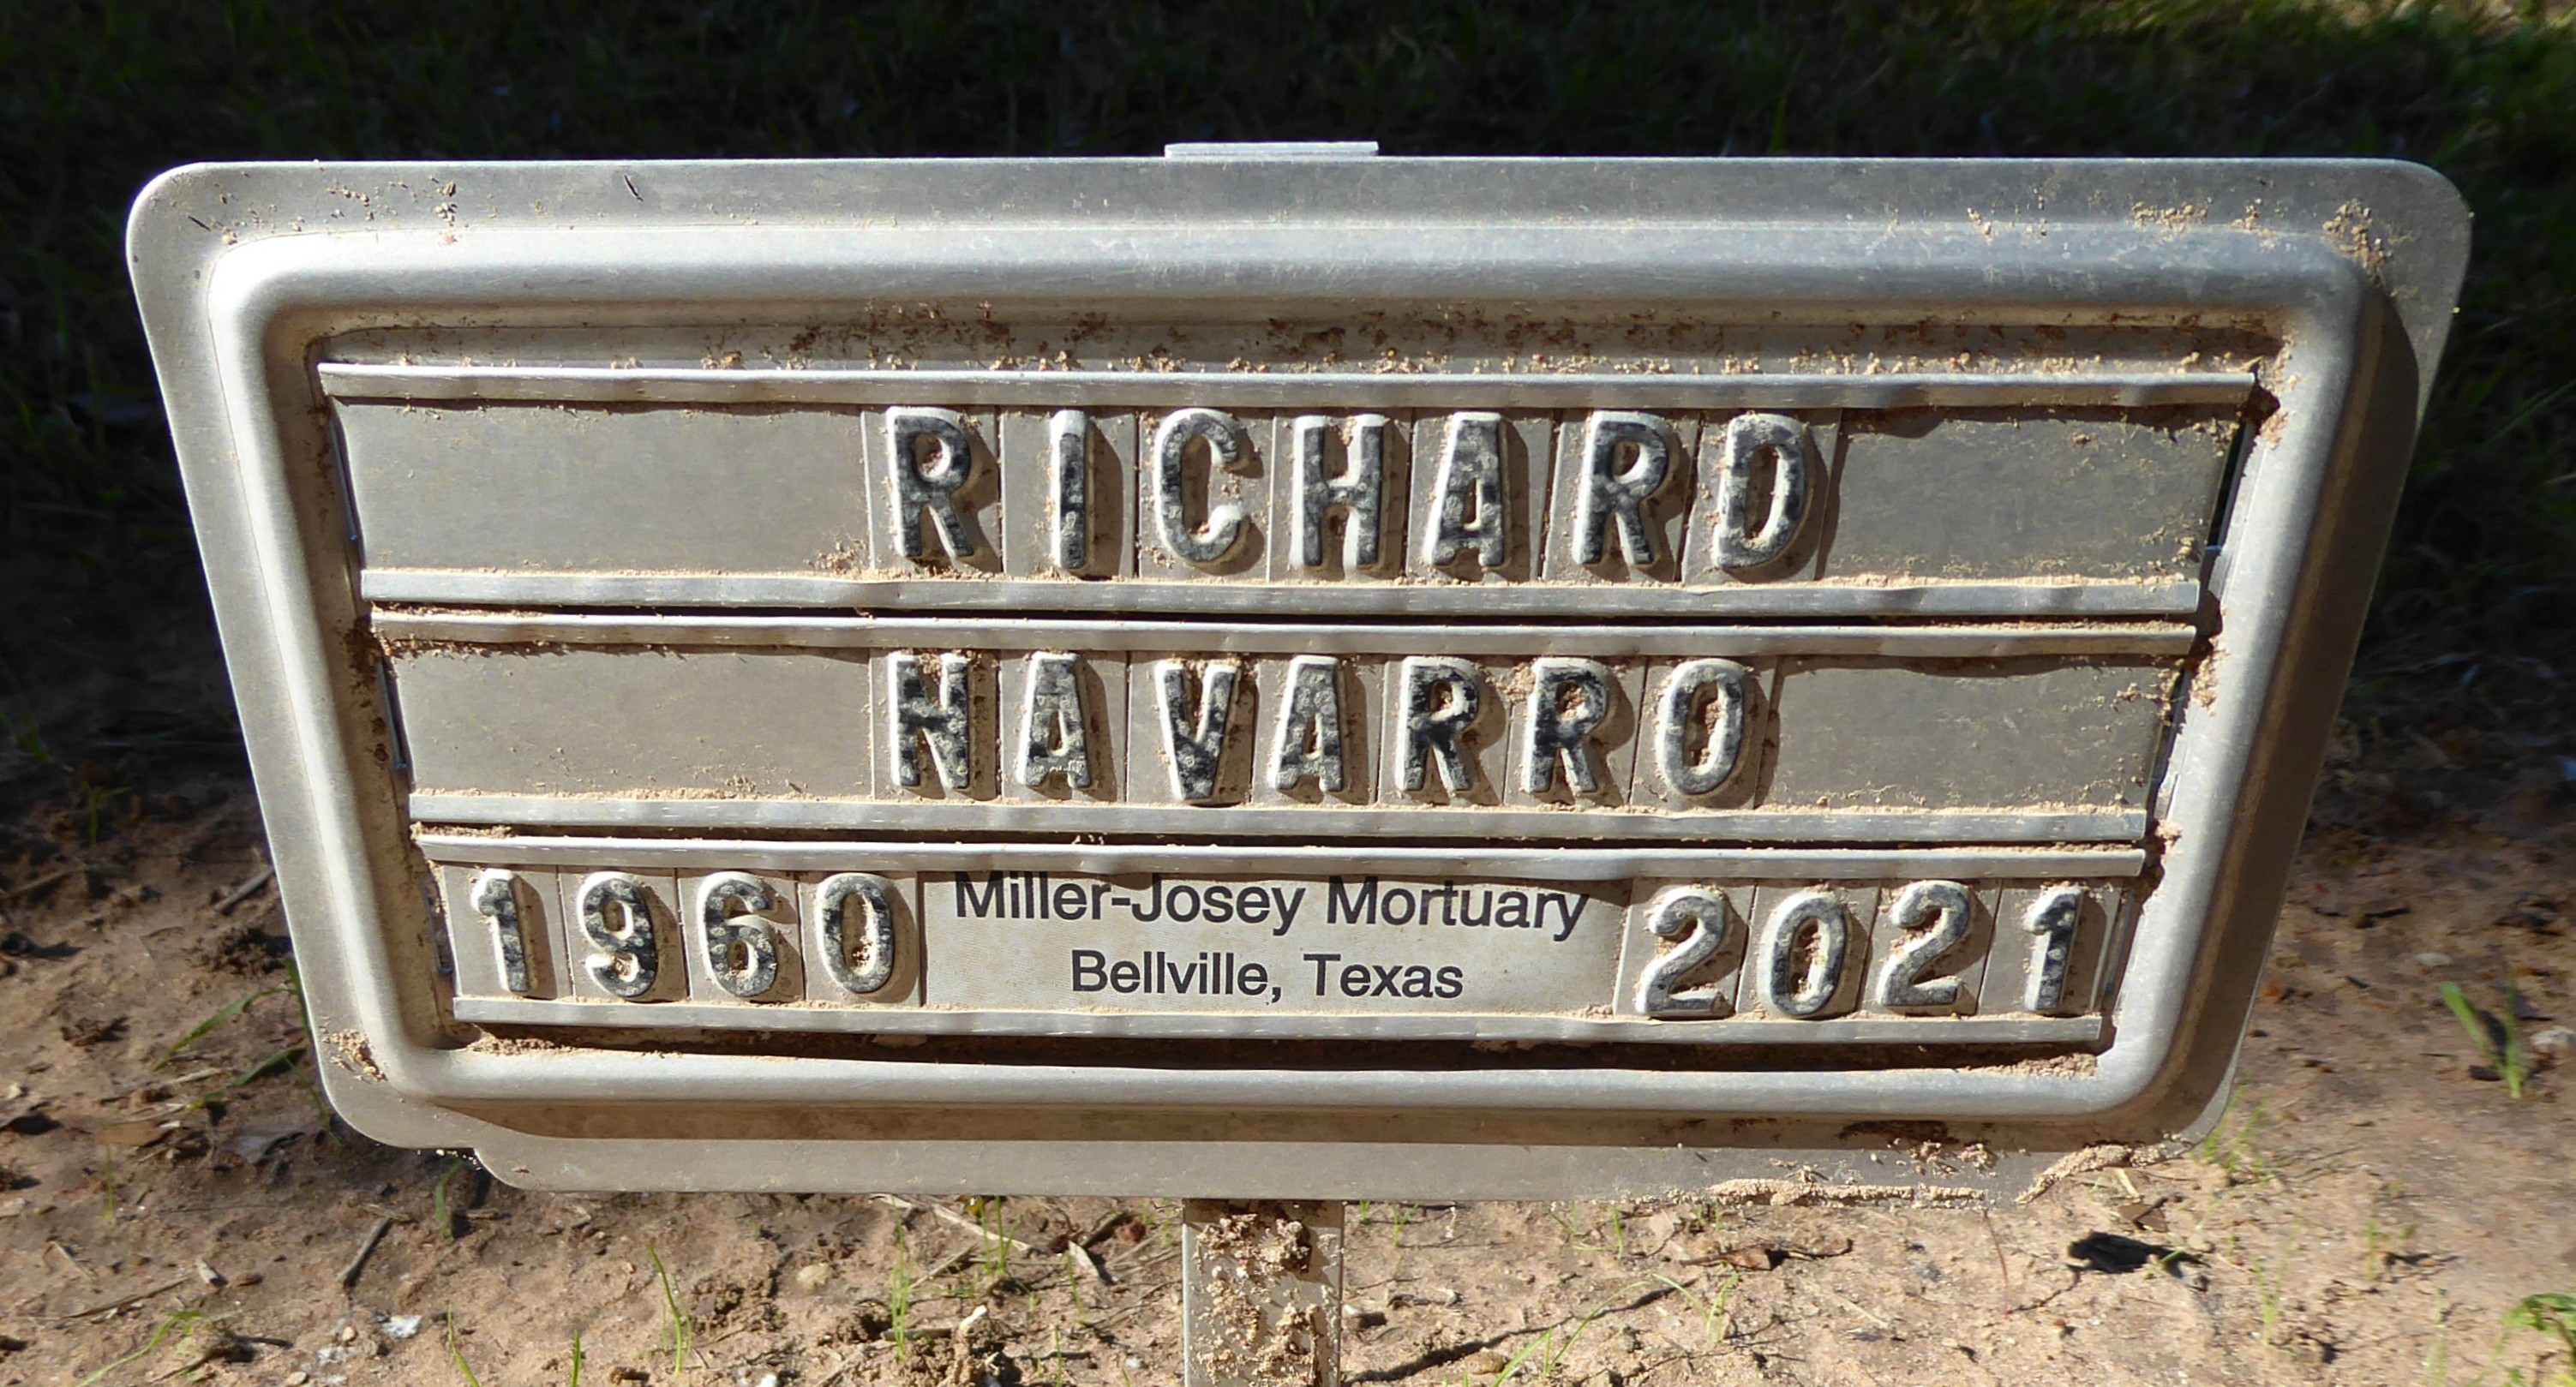 RICHARD
NAVARRO
1960 Miller-Josey Mortuary 2021
Bellville, Texas